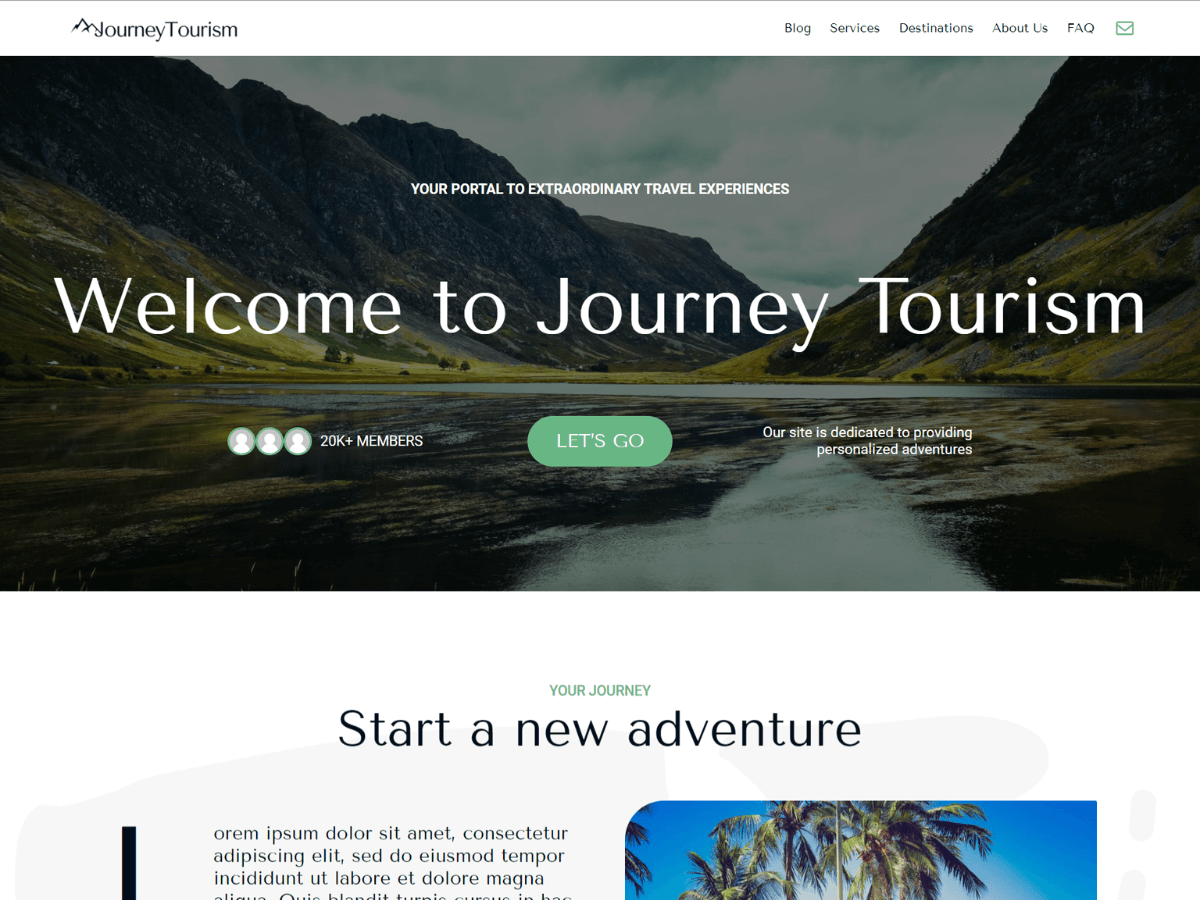 JourneyTourism
Blog Services Destinations About Us FAQ
YOUR PORTAL TO EXTRAORDINARY TRAVEL EXPERIENCES
Welcome to Journey Tourism
20K+ MEMBERS
LET'S GO
Our site is dedicated to providing
personalized adventures
YOUR JOURNEY
Start a new adventure
orem ipsum dolor sit amet, consectetur
adipiscing elit, sed do eiusmod tempor
incididunt ut labore et dolore magna
aliqua. Quis blandit turpis cursus in hac